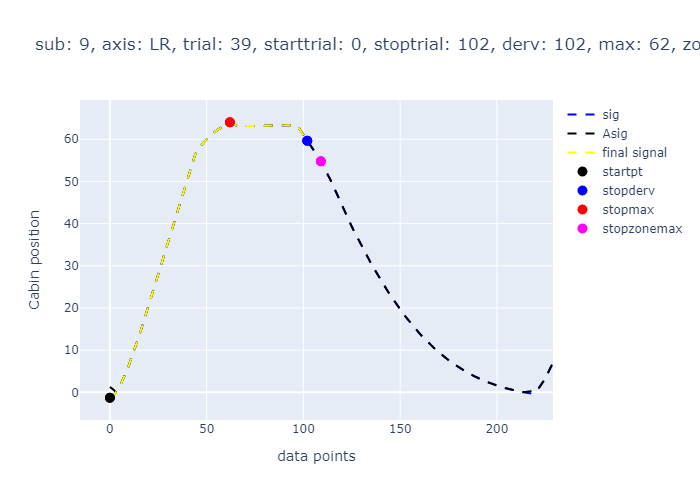 sub: 9, axis: LR, trial: 39, starttrial: 0, stoptrial: 102, derv: 102, max: 62, zo
sig
Asig
final signal
startpt
stopderv
stopmax
stopzonemax
Cabin position
60
50
40
30
20
10
0
0 50 100 150 200
data points